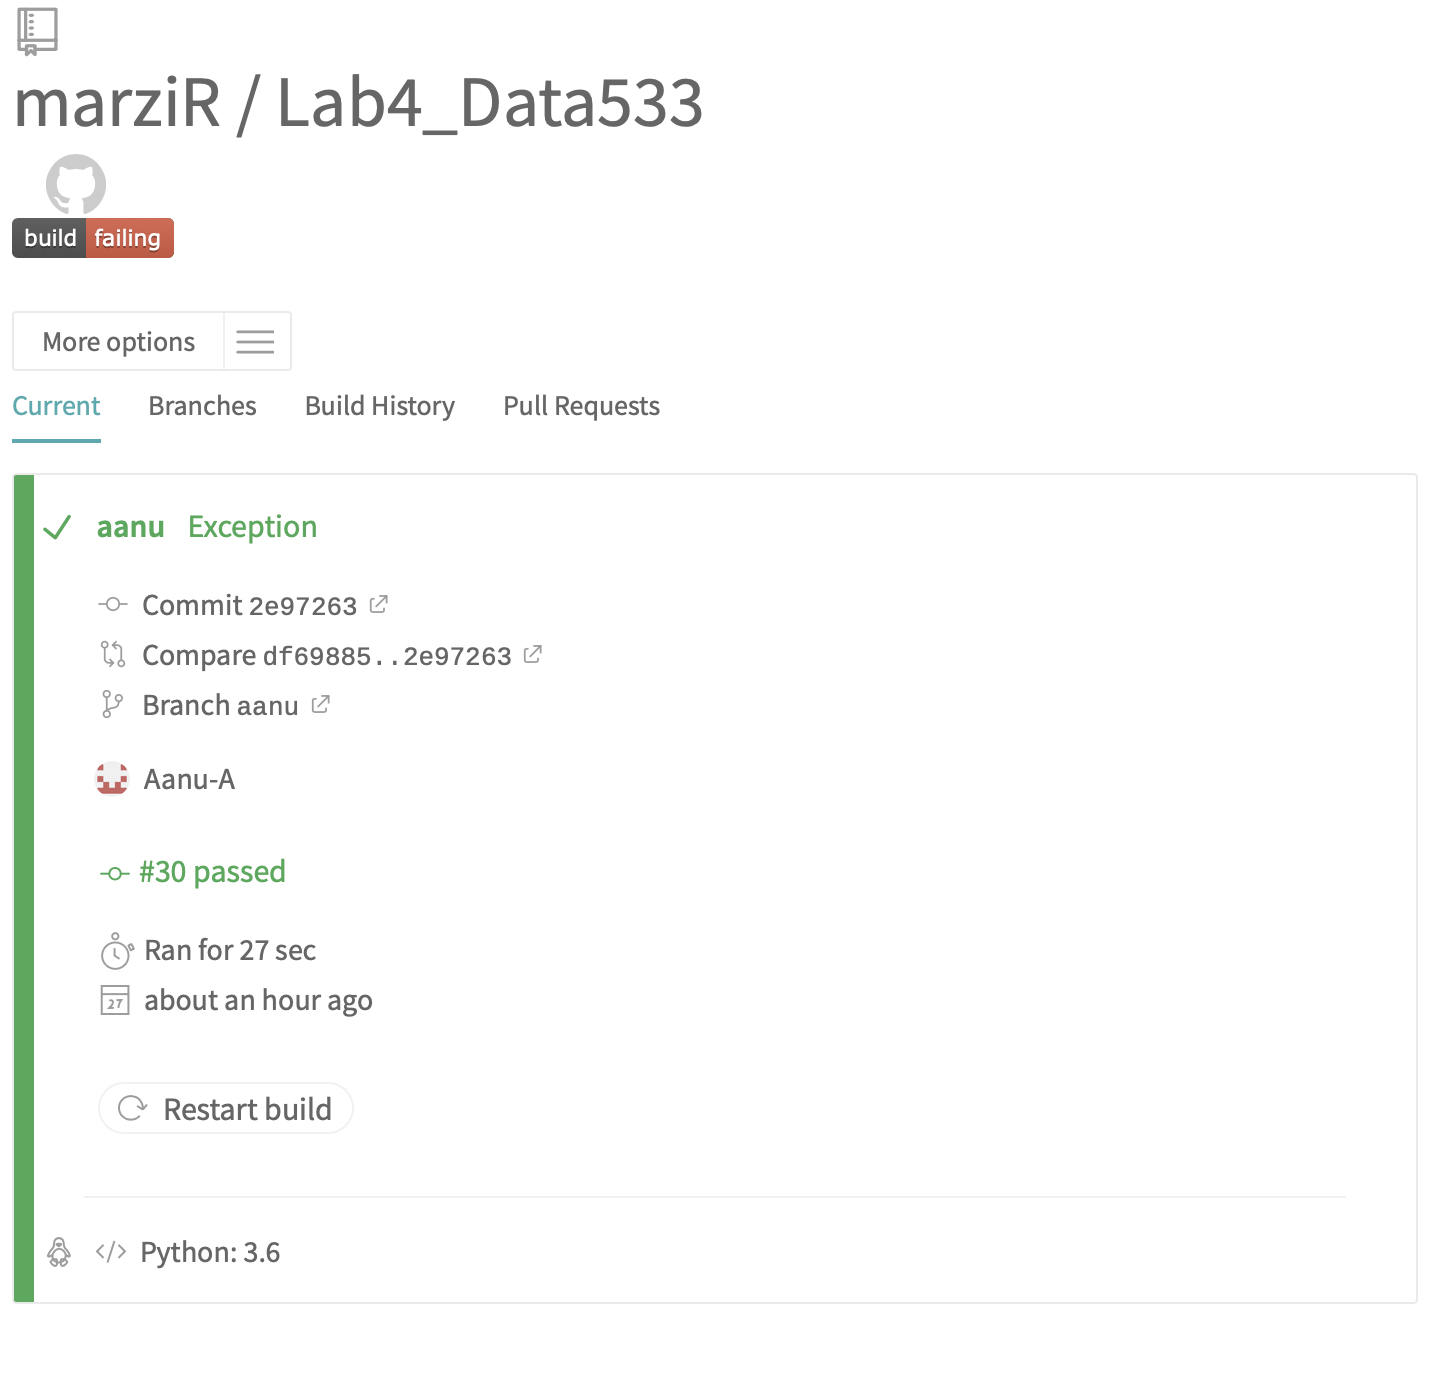 marziR / Lab4_Data533
build failing
More options
Current Branches Build History Pull Requests
aanu Exception
Commit 2e97263
Compare df69885..2e97263
Branch aanu
Aanu-A
#30 passed
Ran for 27 sec
27 about an hour ago
Restart build
</> Python: 3.6